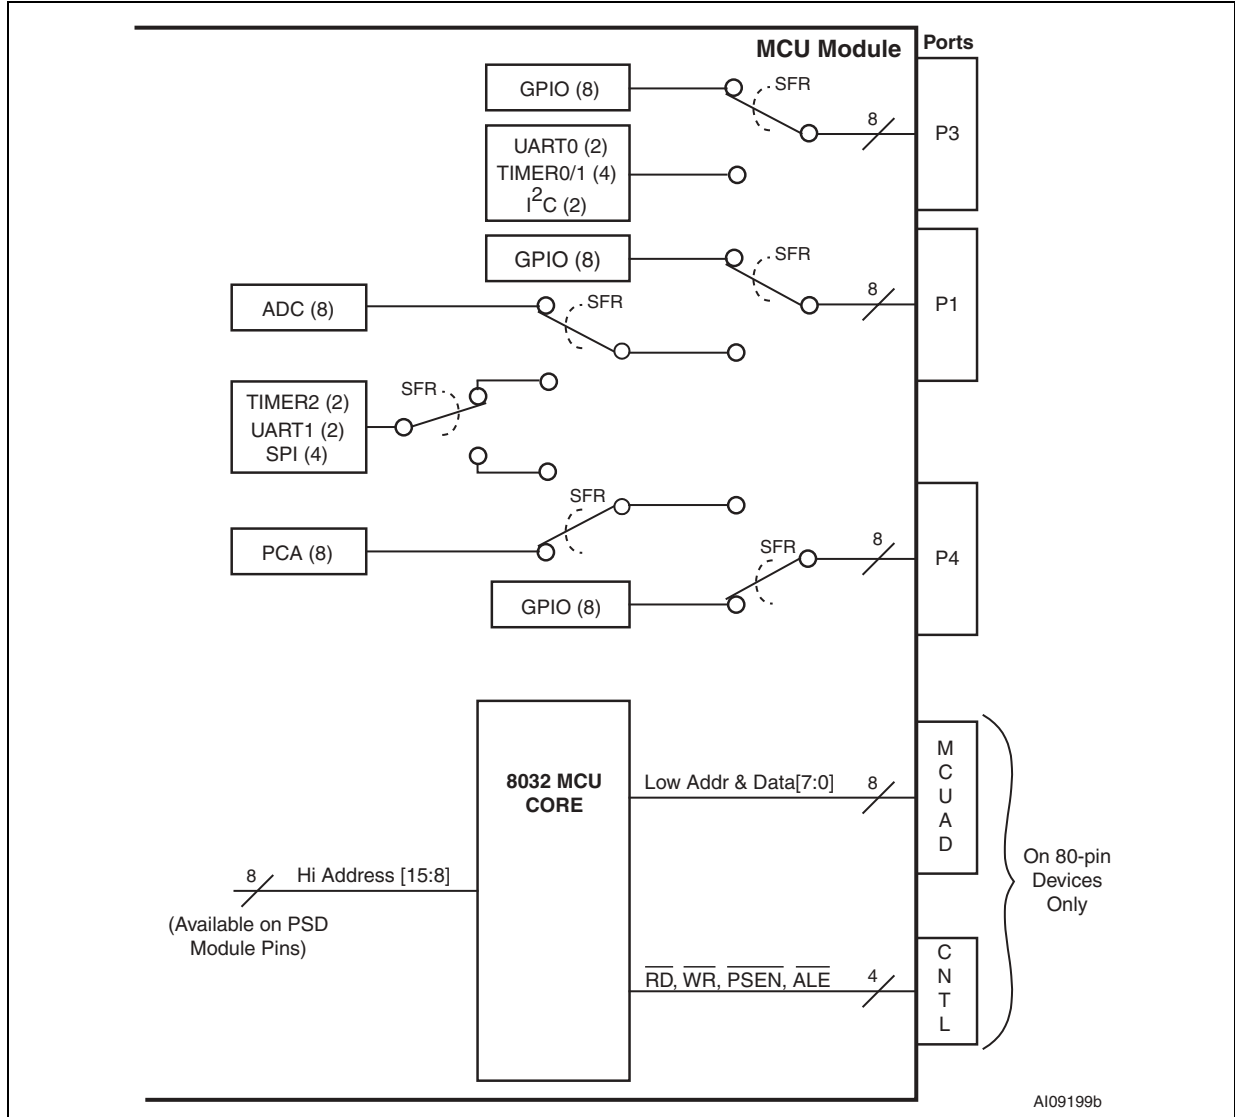 MCU Module
Ports
GPIO (8)
SFR
8
P3
UART0 (2)
TIMER0/1 (4)
I2C (2)
GPIO (8)
SFR
8
P1
ADC (8)
SFR
TIMER2 (2)
UART1 (2)
SPI (4)
SFR
PCA (8)
SFR
GPIO (8)
SFR
8
P4
8032 MCU
CORE
Low Addr & Data[7:0]
8
MCUAD
8
Hi Address [15:8]
(Available on PSD
Module Pins)
RD, WR, PSEN, ALE
4
CNTL
On 80-pin
Devices
Only
AI09199b